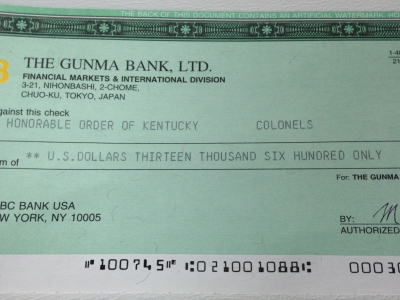 THE BACK OF THIS DOCUMENT CONTAINS AN ARTIFICIAL WATERMARK,
THE GUNMA BANK, LTD.
FINANCIAL MARKETS & INTERNATIONAL DIVISION
3-21, NIHONBASHI, 2-CHOME,
CHUO-KU, TOKYO, JAPAN
against this check
HONORABLE ORDER OF KENTUCKY COLONELS
** U.S.DOLLARS THIRTEEN THOUSAND SIX HUNDRED ONLY
For: THE GUNMA
BC BANK USA
NEW YORK, NY 10005
BY:
AUTHORIZED
⑈100745⑈ ⑆021001088⑆ 0003